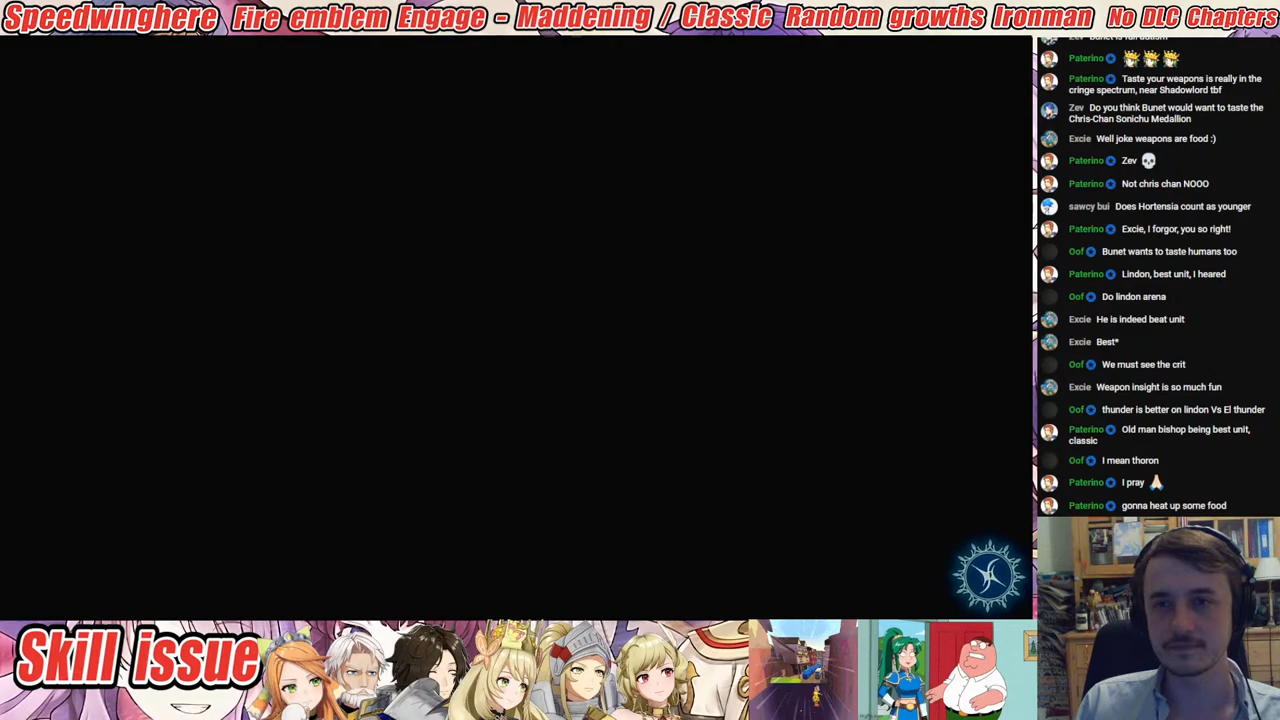 Speedwinghere Fire emblem Engage - Maddening / Classic Random growths Ironman No DLC Chapters
Paterino
Paterino Taste your weapons is really in the
cringe spectrum, near Shadowlord tbf
Zev Do you think Bunet would want to taste the
Chris-Chan Sonichu Medallion
Excie Well joke weapons are food :)
Paterino Zev 💀
Paterino Not chris chan NOOO
sawcy bui Does Hortensia count as younger
Paterino Excie, I forgor, you so right!
Oof Bunet wants to taste humans too
Paterino Lindon, best unit, I heared
Oof Do lindon arena
Excie He is indeed beat unit
Excie Best*
Oof We must see the crit
Excie Weapon insight is so much fun
Oof thunder is better on lindon Vs El thunder
Paterino Old man bishop being best unit,
classic
Oof I mean thoron
Paterino I pray 🙏🏻
Paterino gonna heat up some food
Skill issue